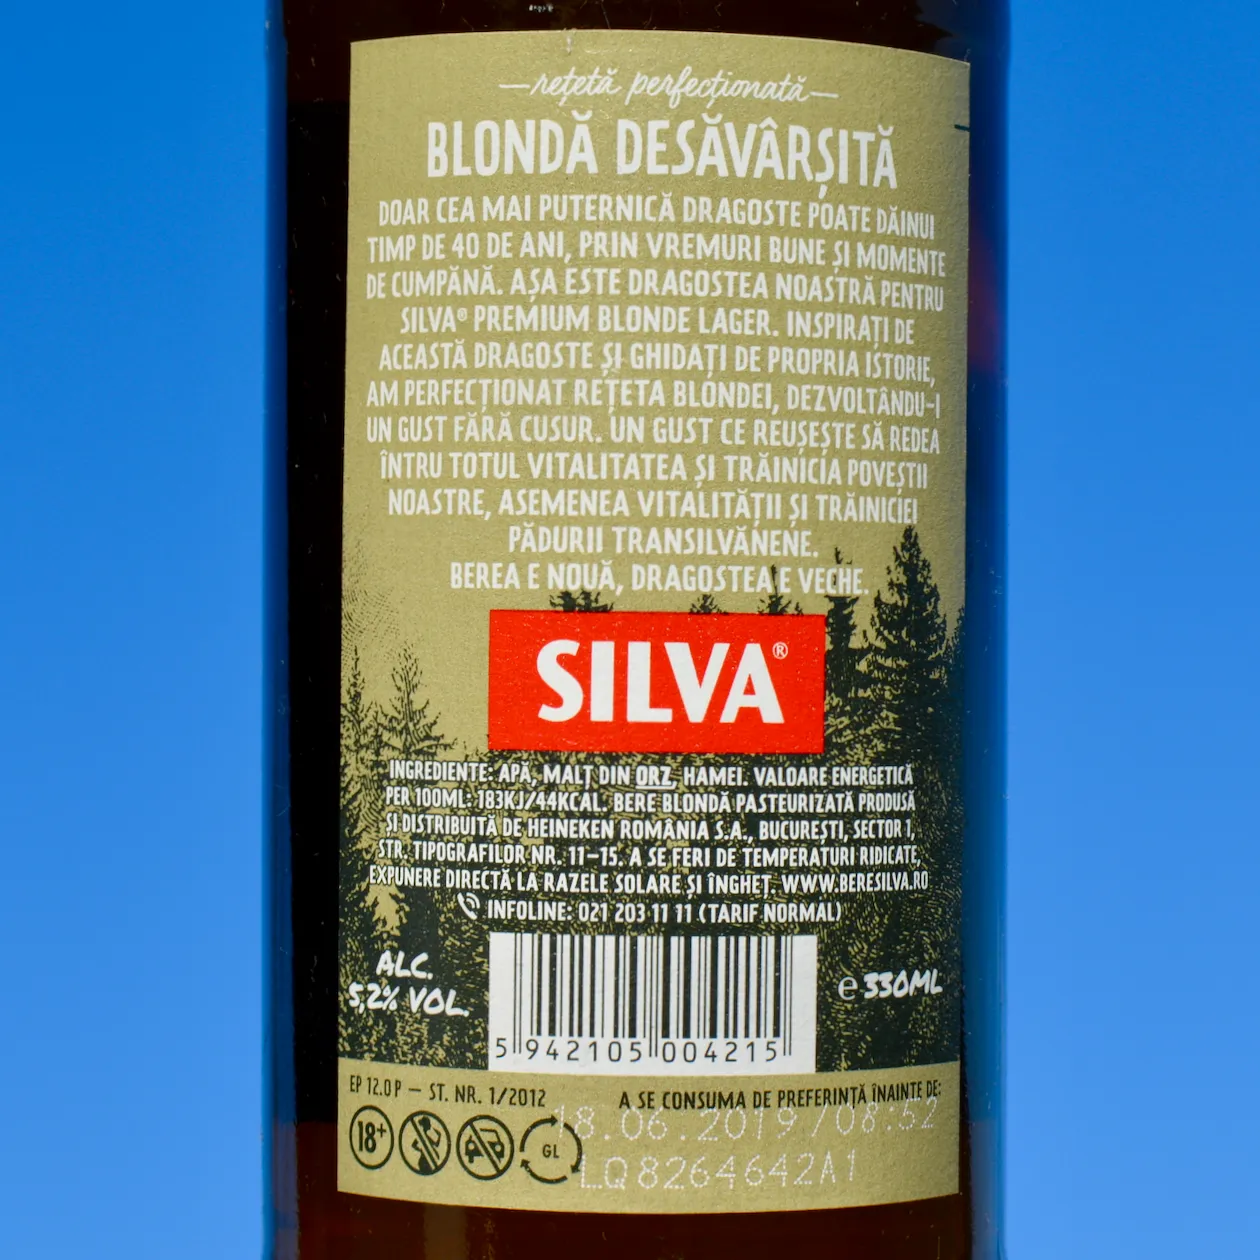 —rețetă perfecționată—
BLONDĂ DESĂVÂRȘITĂ
DOAR CEA MAI PUTERNICĂ DRAGOSTE POATE DĂINUI
TIMP DE 40 DE ANI, PRIN VREMURI BUNE ȘI MOMENTE
DE CUMPĂNĂ. AȘA ESTE DRAGOSTEA NOASTRĂ PENTRU
SILVA® PREMIUM BLONDE LAGER. INSPIRAȚI DE
ACEASTĂ DRAGOSTE ȘI GHIDAȚI DE PROPRIA ISTORIE,
AM PERFECȚIONAT REȚETA BLONDEI, DEZVOLTÂNDU-I
UN GUST FĂRĂ CUSUR. UN GUST CE REUȘEȘTE SĂ REDEA
ÎNTRU TOTUL VITALITATEA ȘI TRĂINICIA POVEȘTII
NOASTRE, ASEMENEA VITALITĂȚII ȘI TRĂINICIEI
PĂDURII TRANSILVĂNENE.
BEREA E NOUĂ, DRAGOSTEA E VECHE.
SILVA®
INGREDIENTE: APĂ, MALȚ DIN ORZ, HAMEI. VALOARE ENERGETICĂ
PER 100ML: 183KJ/44KCAL. BERE BLONDĂ PASTEURIZATĂ PRODUSĂ
ȘI DISTRIBUITĂ DE HEINEKEN ROMÂNIA S.A., BUCUREȘTI, SECTOR 1,
STR. TIPOGRAFILOR NR. 11-15. A SE FERI DE TEMPERATURI RIDICATE,
EXPUNERE DIRECTĂ LA RAZELE SOLARE ȘI ÎNGHEȚ. WWW.BERESILVA.RO
INFOLINE: 021 203 11 11 (TARIF NORMAL)
ALC.
5,2% VOL.
℮ 330ML
5 942105 004215
EP 12.0 P – ST. NR. 1/2012
A SE CONSUMA DE PREFERINȚĂ ÎNAINTE DE:
18.06.2019/08:52
18+
GL
LQ8264642A1